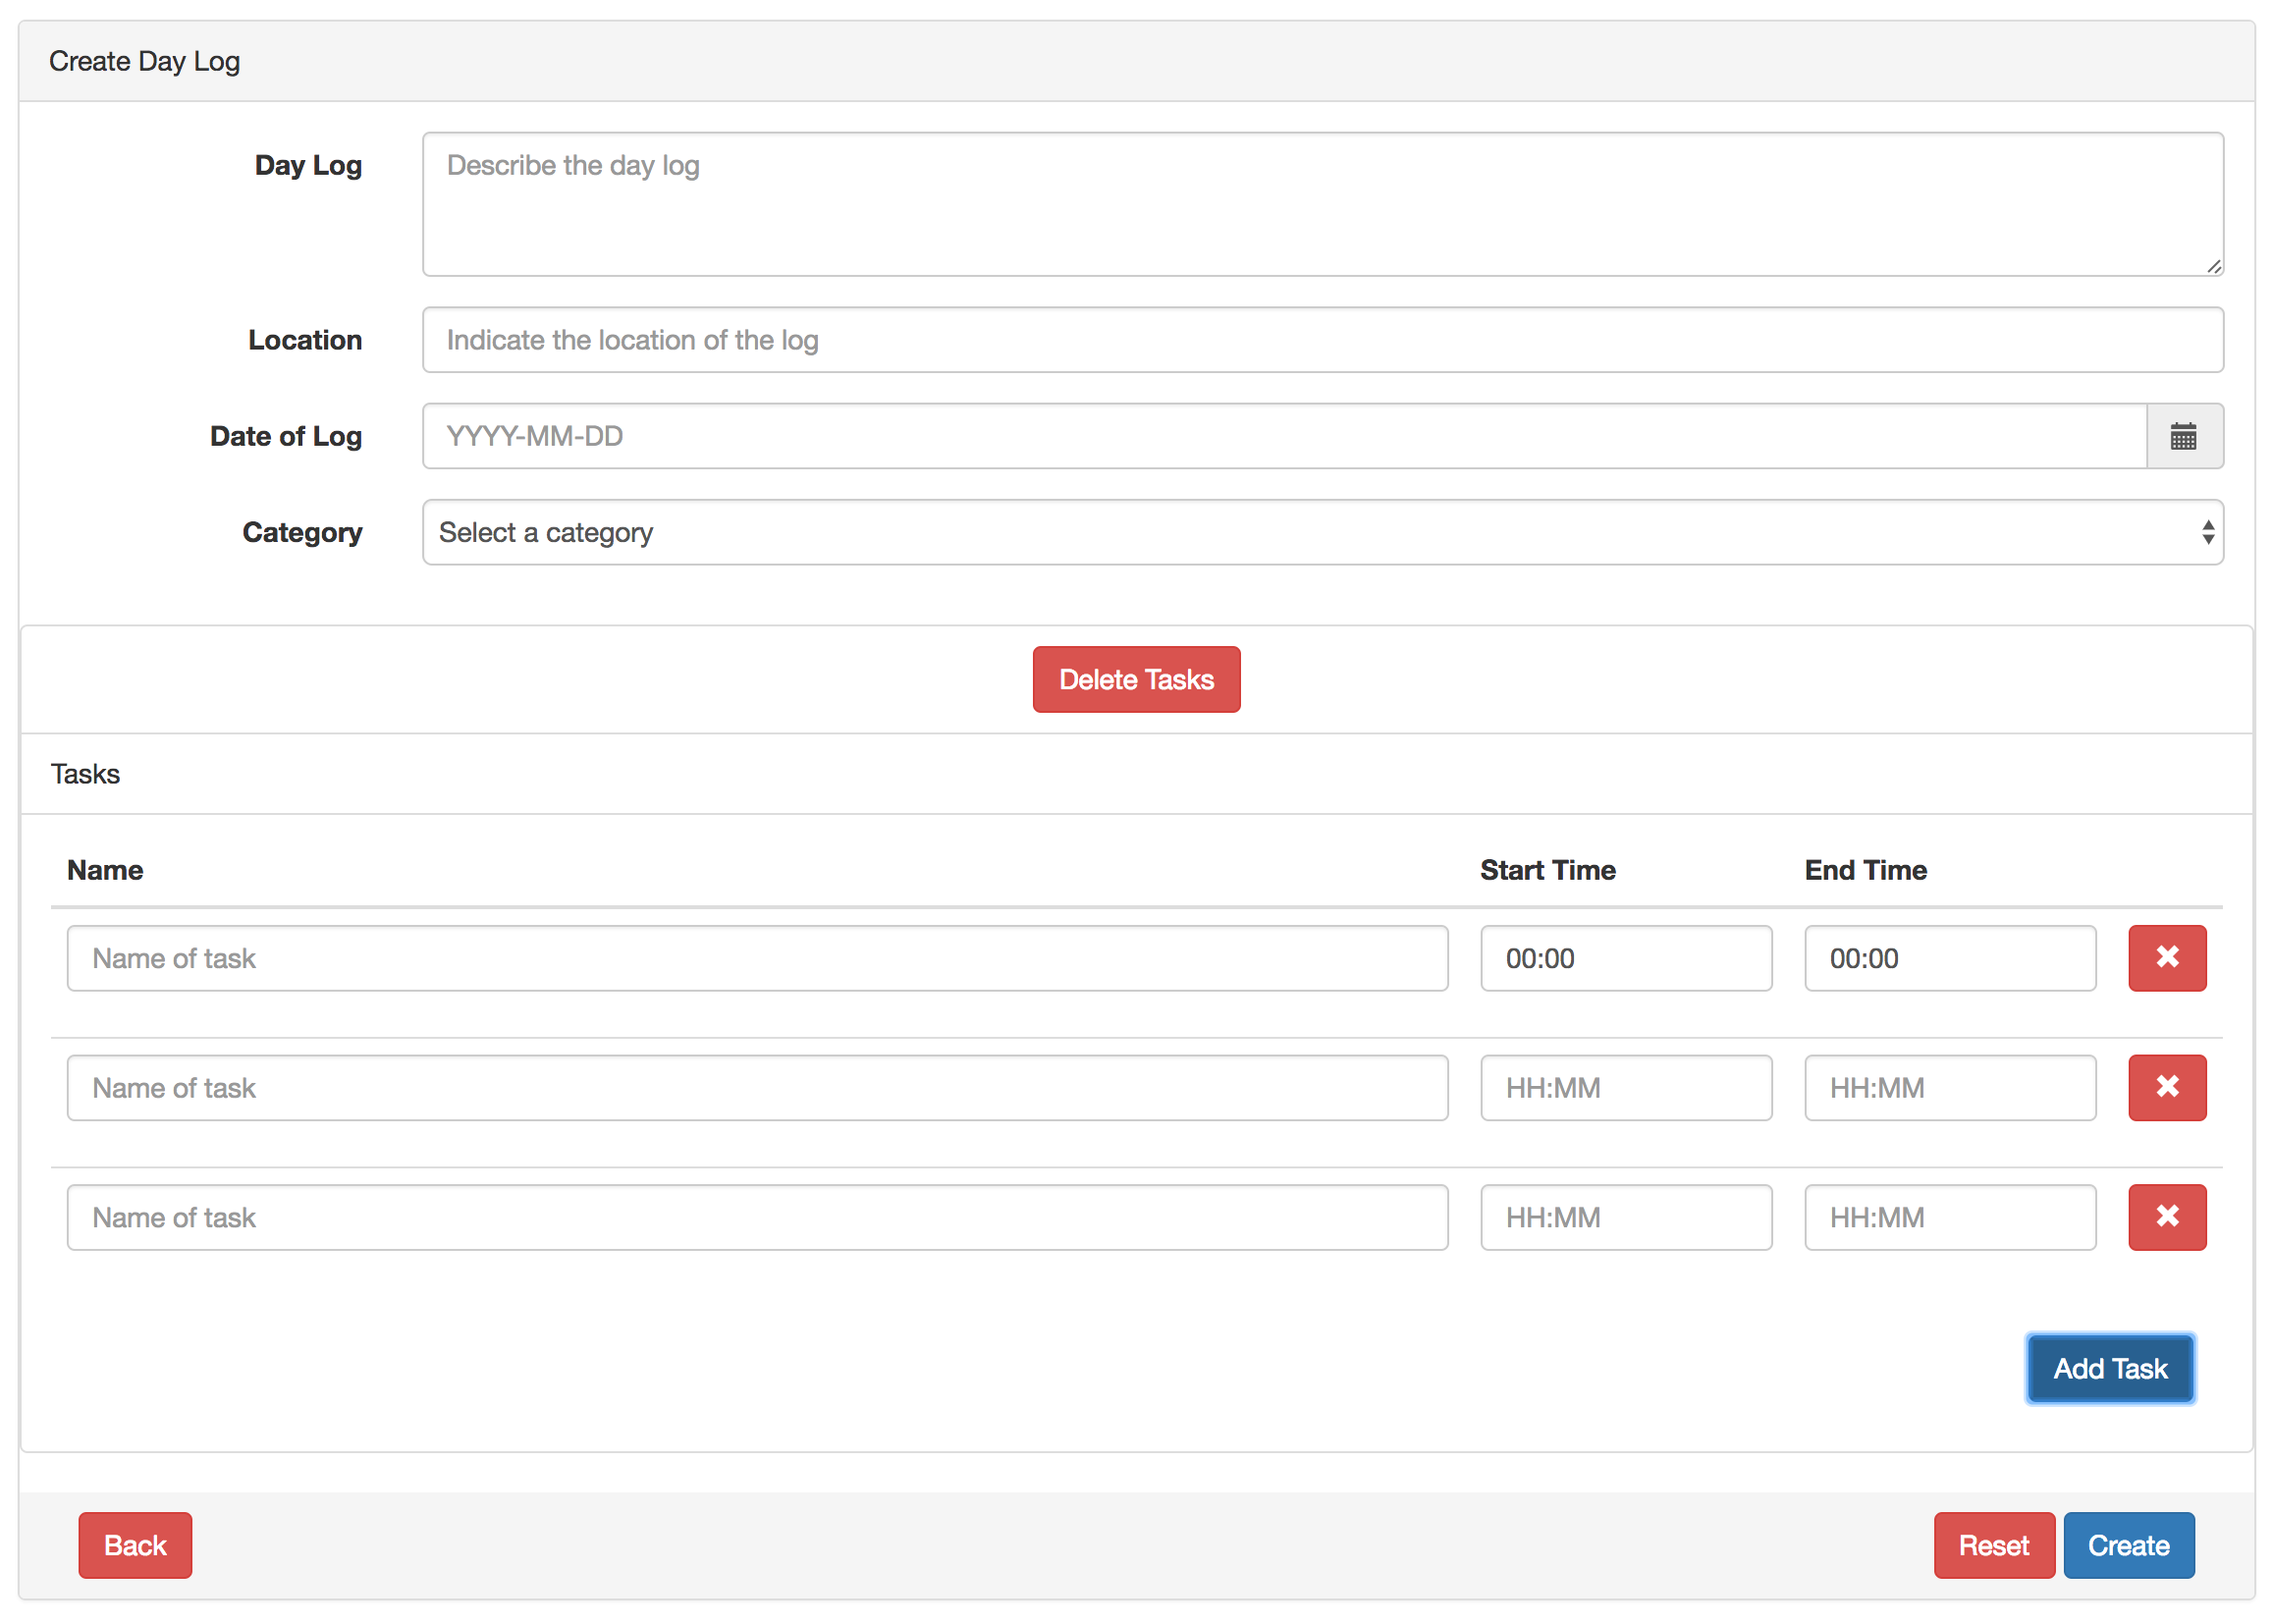 Create Day Log
Day Log
Describe the day log
Location
Indicate the location of the log
Date of Log
YYYY-MM-DD
Category
Select a category
Delete Tasks
Tasks
Name Start Time End Time
Name of task 00:00 00:00
Name of task HH:MM HH:MM
Name of task HH:MM HH:MM
Add Task
Back Reset Create